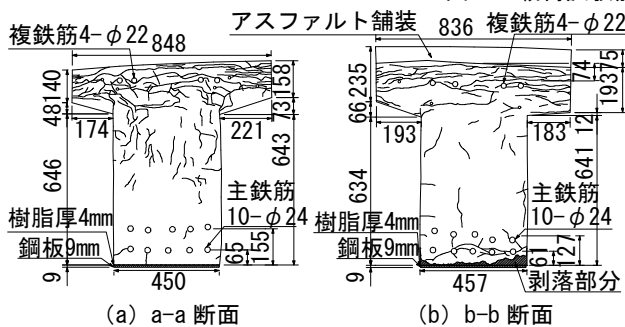 アスファルト舗装
複鉄筋4-φ22
848
836
複鉄筋4-φ22
48 140
158
73
174
221
646
643
主鉄筋
10-φ24
樹脂厚4mm
鋼板9mm
65
155
9
450
(a) a-a 断面
66 235
75
74
193
12
193
183
634
641
主鉄筋
10-φ24
樹脂厚4mm
鋼板9mm
61
127
9
457
剥落部分
(b) b-b 断面